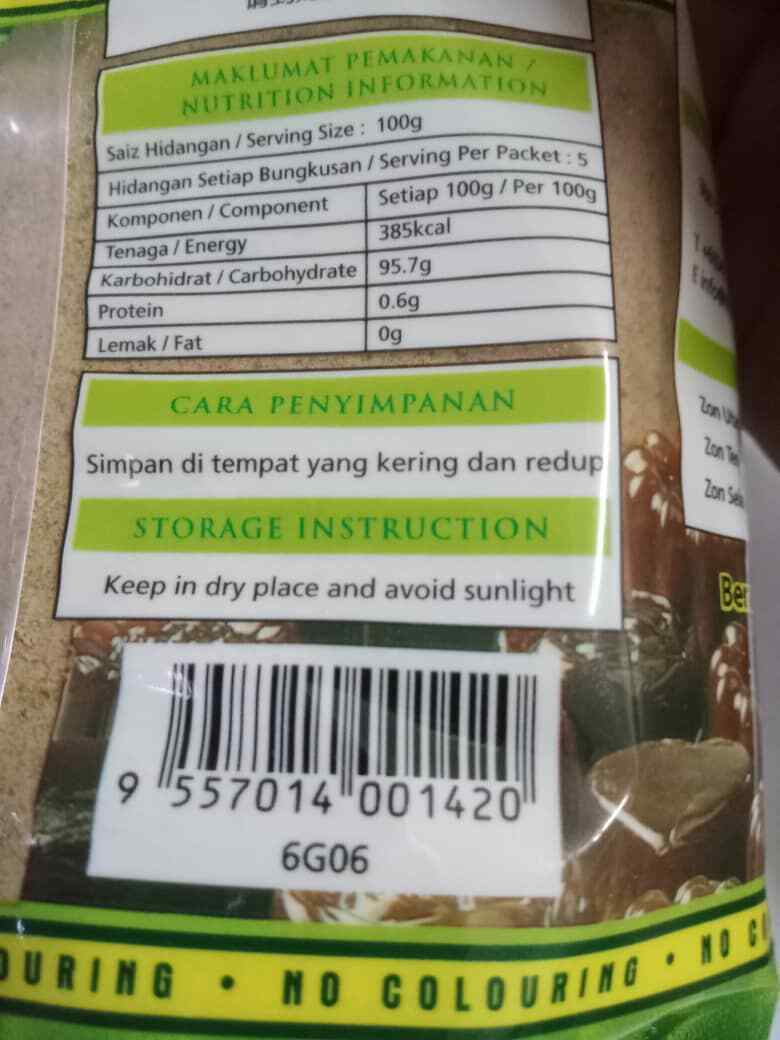 MAKLUMAT PEMAKANAN /
NUTRITION INFORMATION
Saiz Hidangan / Serving Size : 100g
Hidangan Setiap Bungkusan / Serving Per Packet : 5
Komponen / Component Setiap 100g / Per 100g
Tenaga / Energy 385kcal
Karbohidrat / Carbohydrate 95.7g
Protein 0.6g
Lemak / Fat 0g
CARA PENYIMPANAN
Simpan di tempat yang kering dan redup
STORAGE INSTRUCTION
Keep in dry place and avoid sunlight
9 557014 001420
6G06
Zon
Zon
Zon
NO COLOURING • NO